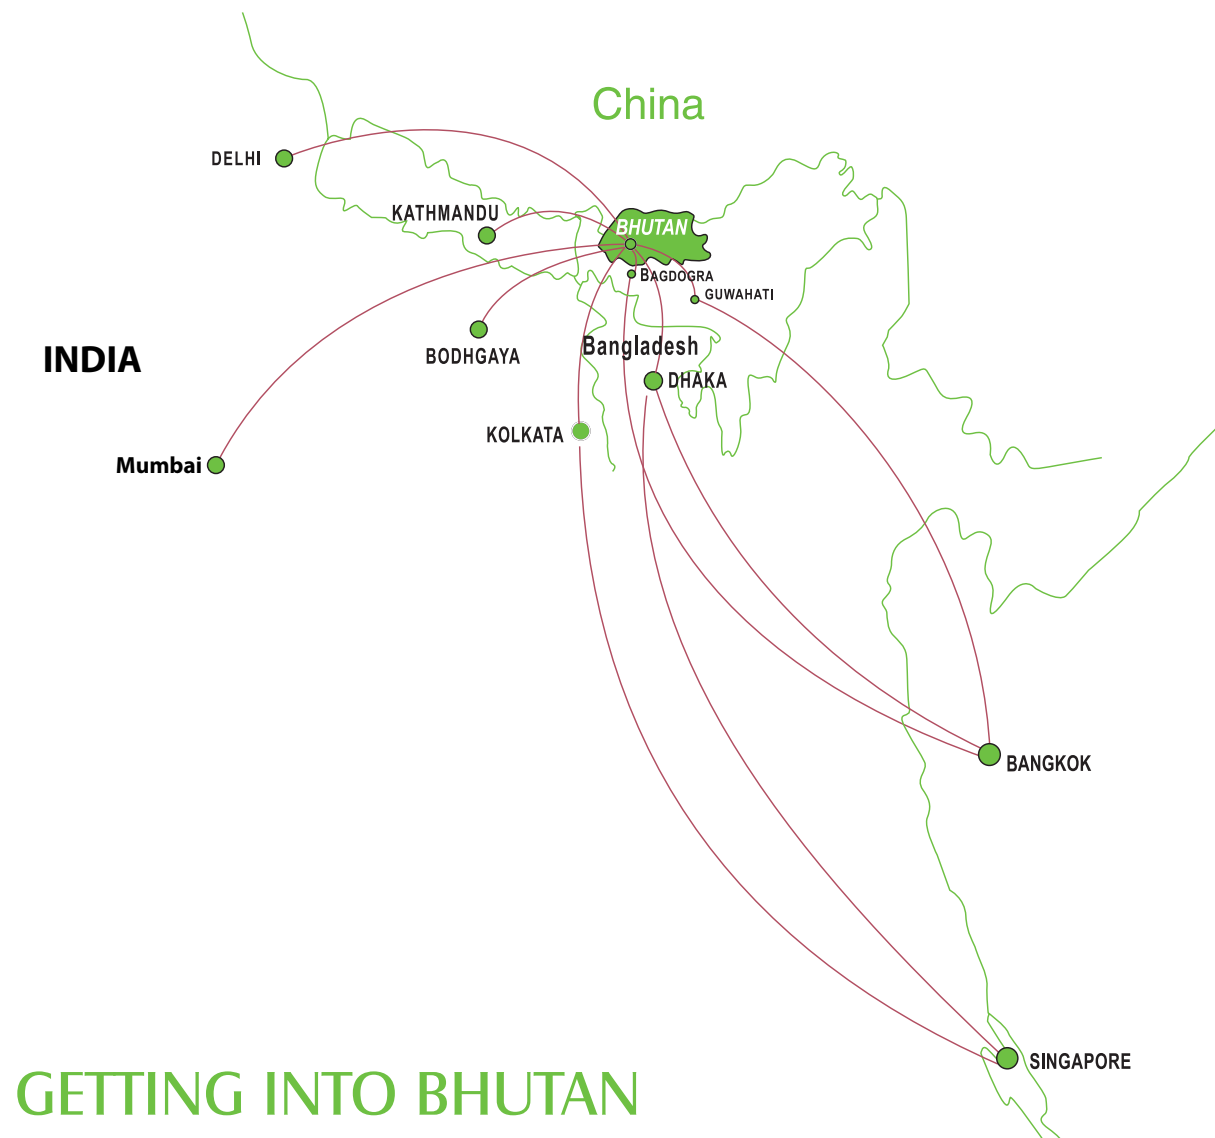 China
DELHI
KATHMANDU
BHUTAN
BAGDOGRA
GUWAHATI
INDIA
BODHGAYA
Bangladesh
DHAKA
KOLKATA
Mumbai
BANGKOK
SINGAPORE
GETTING INTO BHUTAN